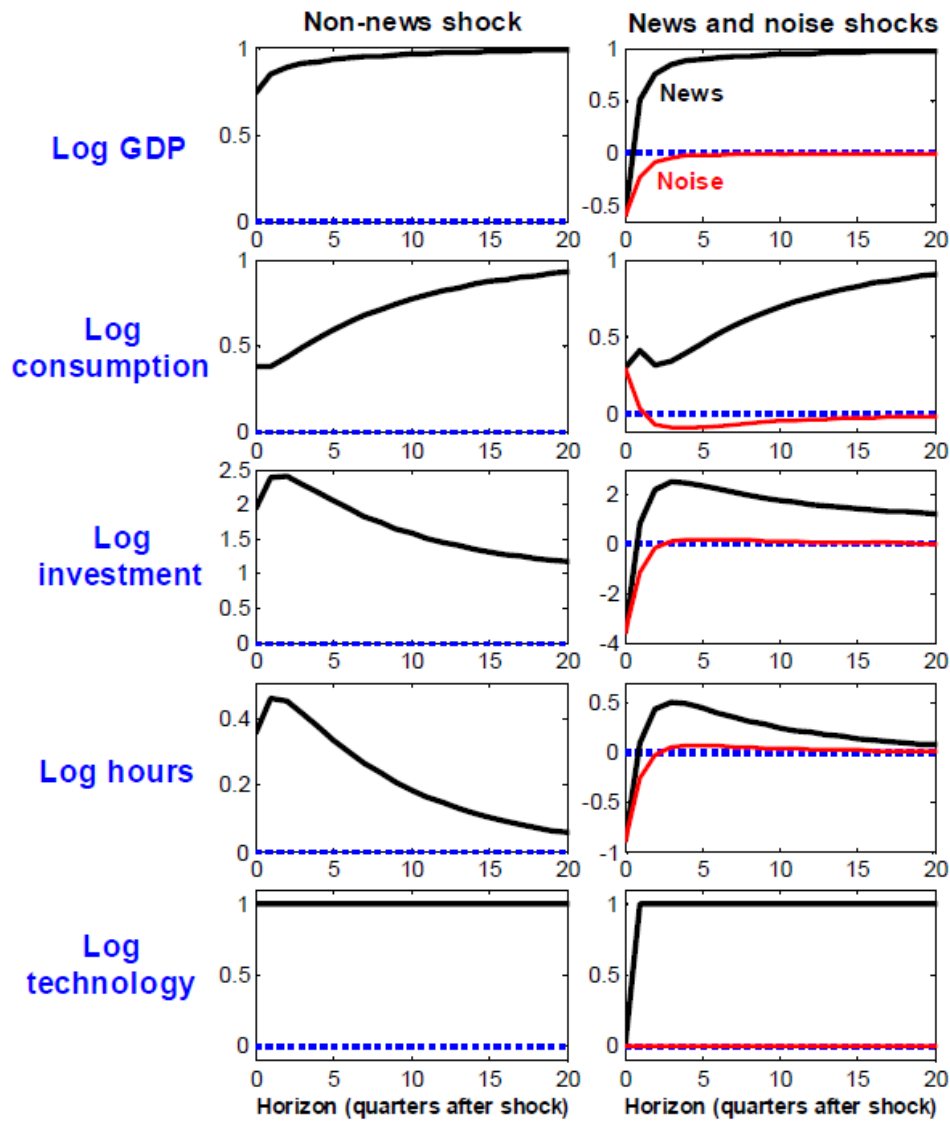 Non-news shock
News and noise shocks
Log GDP
1
0.5
0
0 5 10 15 20
1
0.5
0
-0.5
0 5 10 15 20
News
Noise
Log
consumption
1
0.5
0
0 5 10 15 20
1
0.5
0
0 5 10 15 20
Log
investment
2.5
2
1.5
1
0.5
0
0 5 10 15 20
2
0
-2
-4
0 5 10 15 20
Log hours
0.4
0.2
0
0 5 10 15 20
0.5
0
-0.5
-1
0 5 10 15 20
Log
technology
1
0.5
0
0 5 10 15 20
Horizon (quarters after shock)
1
0.5
0
0 5 10 15 20
Horizon (quarters after shock)